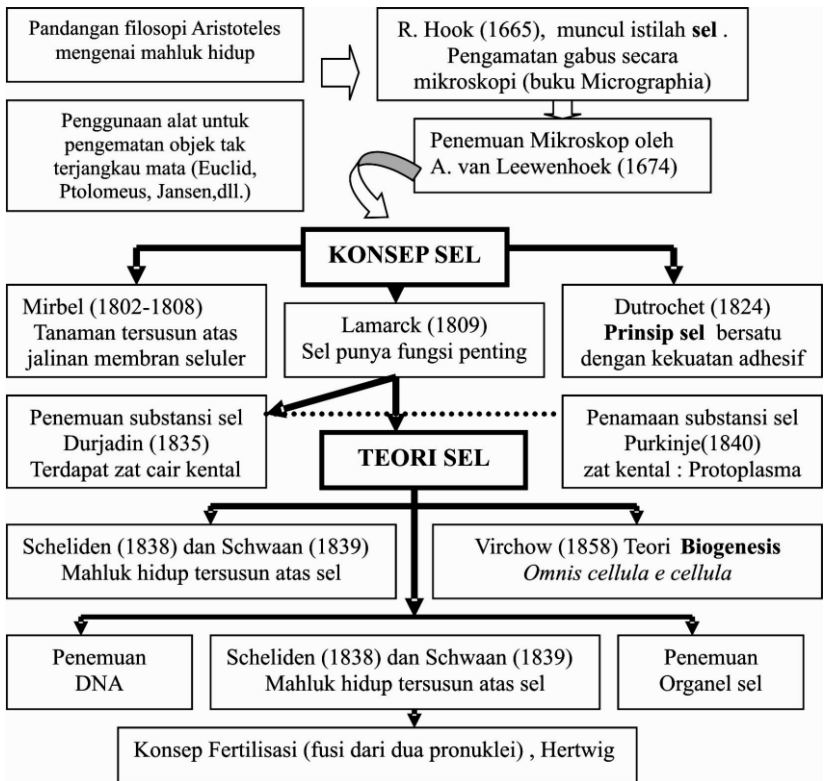 Pandangan filosopi Aristoteles
mengenai mahluk hidup
R. Hook (1665), muncul istilah sel .
Pengamatan gabus secara
mikroskopi (buku Micrographia)
Penggunaan alat untuk
pengematan objek tak
terjangkau mata (Euclid,
Ptolomeus, Jansen,dll.)
Penemuan Mikroskop oleh
A. van Leewenhoek (1674)
KONSEP SEL
Mirbel (1802-1808)
Tanaman tersusun atas
jalinan membran seluler
Lamarck (1809)
Sel punya fungsi penting
Dutrochet (1824)
Prinsip sel bersatu
dengan kekuatan adhesif
Penemuan substansi sel
Durjadin (1835)
Terdapat zat cair kental
TEORI SEL
Penamaan substansi sel
Purkinje(1840)
zat kental : Protoplasma
Scheliden (1838) dan Schwaan (1839)
Mahluk hidup tersusun atas sel
Virchow (1858) Teori Biogenesis
Omnis cellula e cellula
Penemuan
DNA
Scheliden (1838) dan Schwaan (1839)
Mahluk hidup tersusun atas sel
Penemuan
Organel sel
Konsep Fertilisasi (fusi dari dua pronuklei) , Hertwig